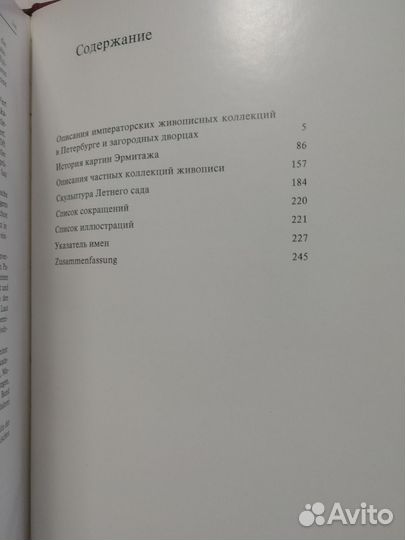 Содержание
Описания императорских живописных коллекций
в Петербурге и загородных дворцах 5
История картин Эрмитажа 86
Описания частных коллекций живописи 157
Скульптура Летнего сада 184
Список сокращений 220
Список иллюстраций 221
Указатель имен 227
Zusammenfassung 245
Avito